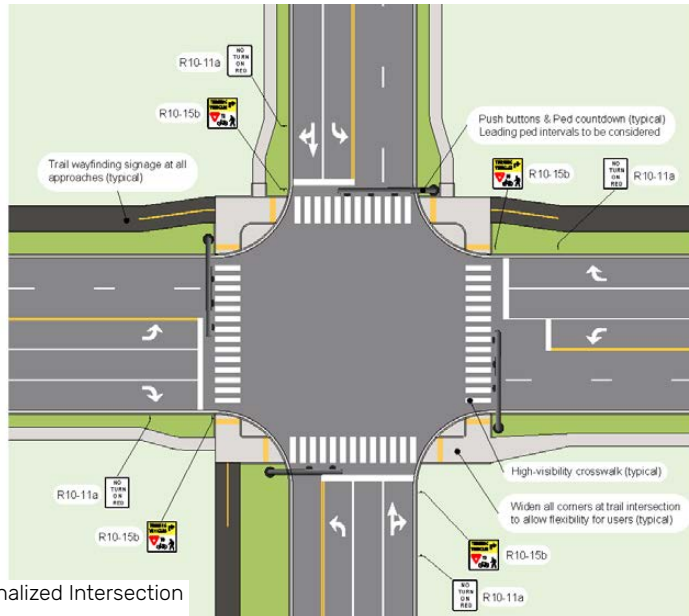 NO
TURN
ON
RED
R10-11a
R10-15b
Push buttons & Ped countdown (typical)
Leading ped intervals to be considered
Trail wayfinding signage at all
approaches (typical)
R10-15b
NO
TURN
ON
RED
R10-11a
High-visibility crosswalk (typical)
R10-11a
NO
TURN
ON
RED
Widen all corners at trail intersection
to allow flexibility for users (typical)
R10-15b
R10-15b
NO
TURN
ON
RED
R10-11a
nalized Intersection